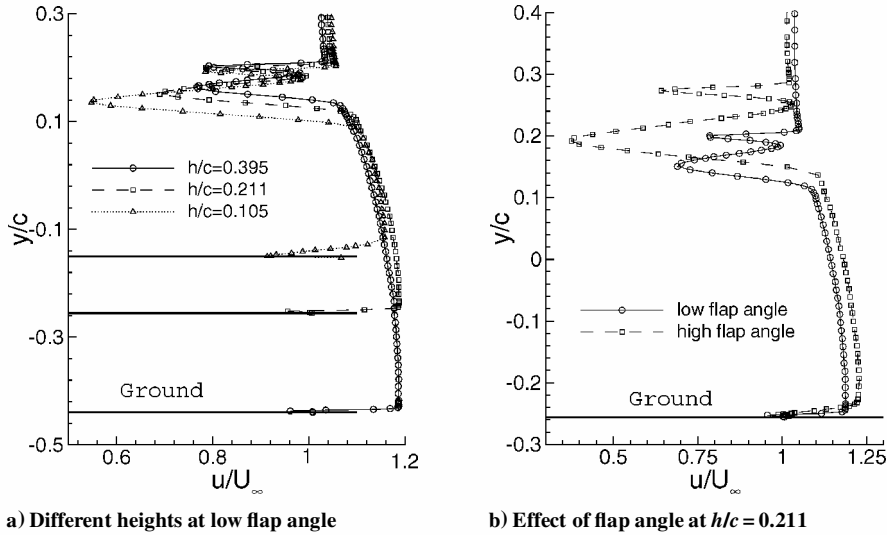 0.3
0.1
-0.1
-0.3
-0.5
y/c
h/c=0.395
h/c=0.211
h/c=0.105
Ground
0.6
0.8
1
1.2
u/U∞
a) Different heights at low flap angle
0.4
0.3
0.2
0.1
0
-0.1
-0.2
-0.3
y/c
low flap angle
high flap angle
Ground
0.5
0.75
1
1.25
u/U∞
b) Effect of flap angle at h/c = 0.211